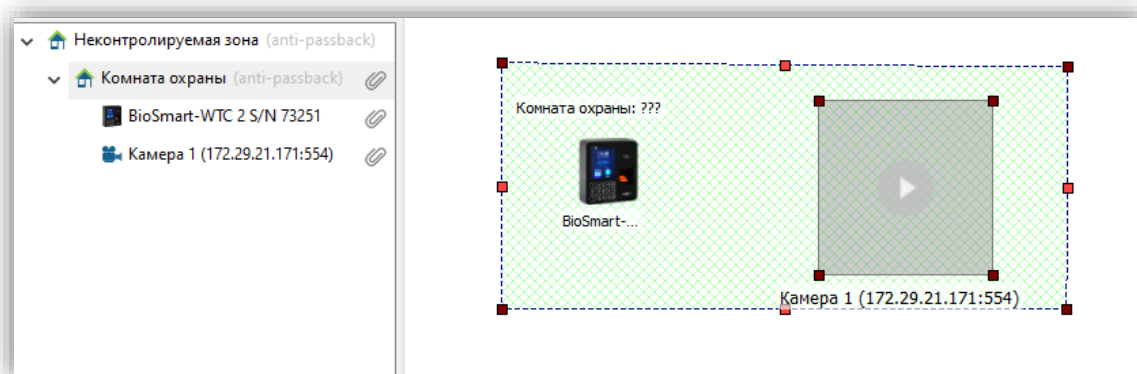 Неконтролируемая зона (anti-passback)
Комната охраны (anti-passback)
BioSmart-WTC 2 S/N 73251
Камера 1 (172.29.21.171:554)
Комната охраны: ???
BioSmart-...
Камера 1 (172.29.21.171:554)